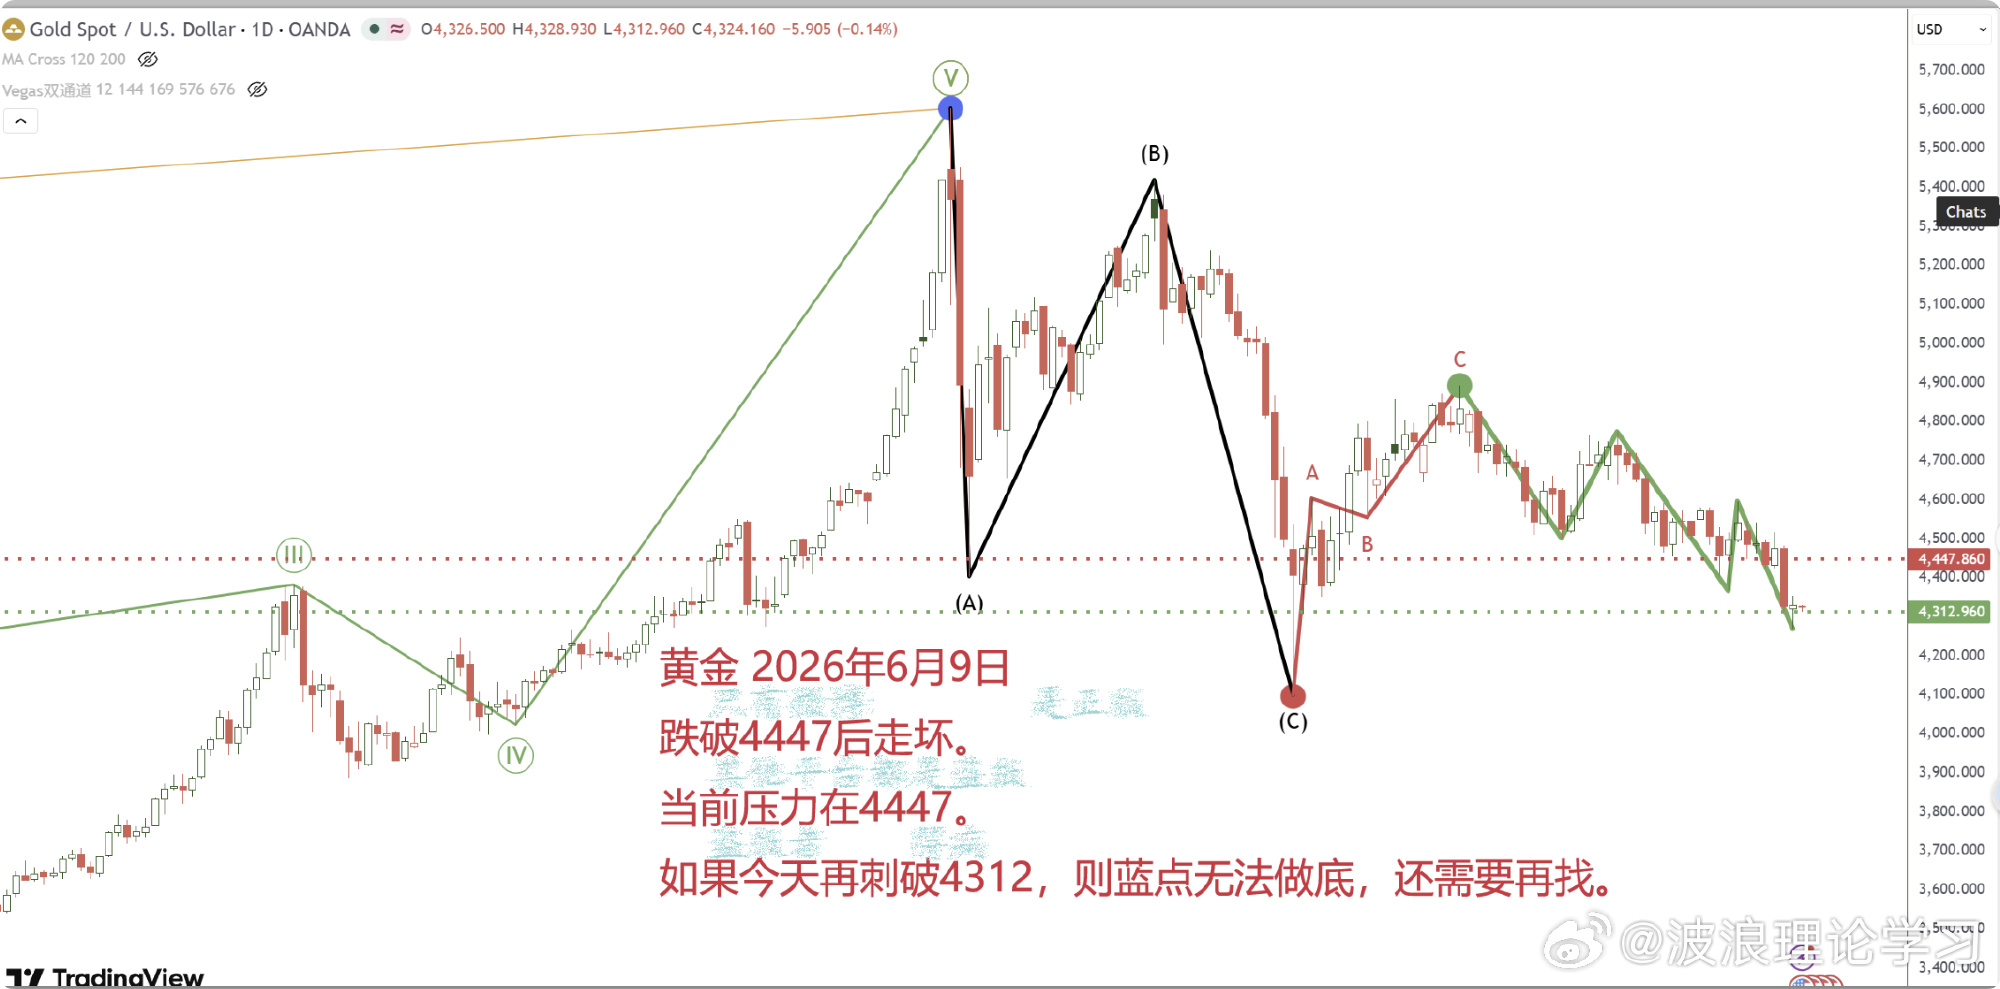 Gold Spot / U.S. Dollar · 1D · OANDA
O4,326.500 H4,328.930 L4,312.960 C4,324.160 −5.905 (−0.14%)
USD
MA Cross 120 200
Vegas双通道 12 144 169 576 676
5,700.000
5,600.000
5,500.000
5,400.000
Chats
5,300.000
5,200.000
5,100.000
5,000.000
4,900.000
4,800.000
4,700.000
4,600.000
4,500.000
4,447.860
4,400.000
4,312.960
4,200.000
4,100.000
4,000.000
3,900.000
3,800.000
3,700.000
3,600.000
3,500.000
3,400.000
V
(B)
C
A
B
III
(A)
IV
(C)
黄金 2026年6月9日
跌破4447后走坏。
当前压力在4447。
如果今天再刺破4312，则蓝点无法做底，还需要再找。
@波浪理论学习
TradingView